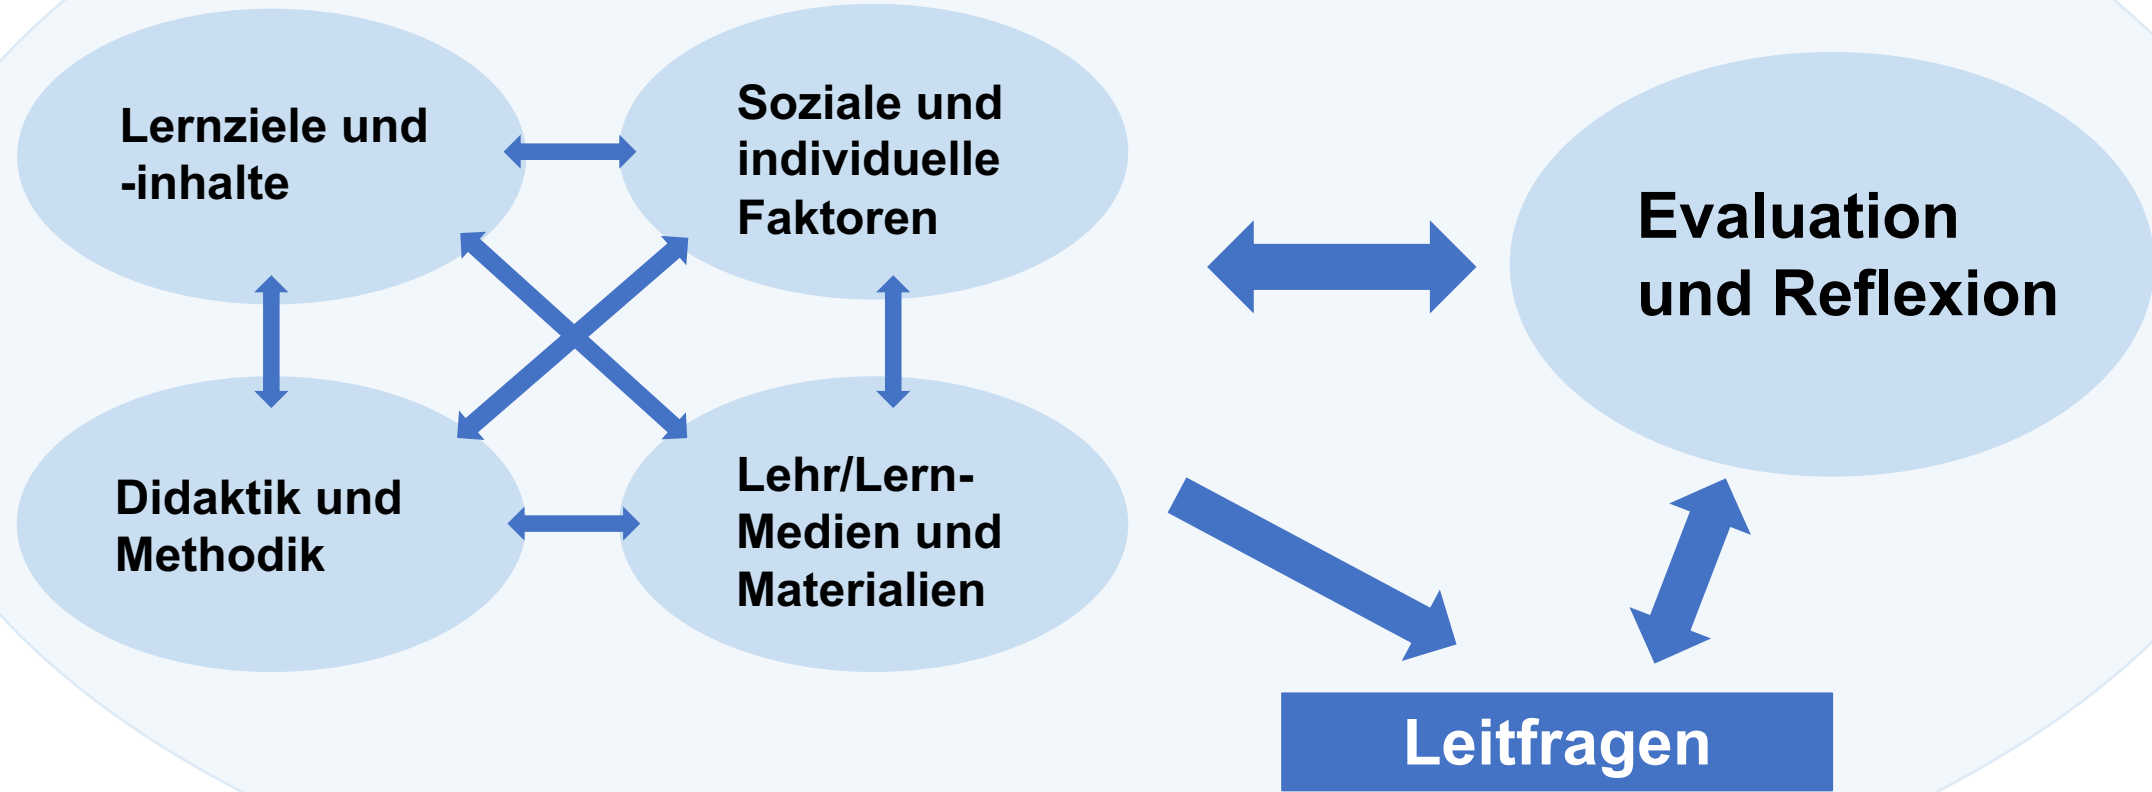 Lernziele und
-inhalte
Soziale und
individuelle
Faktoren
Didaktik und
Methodik
Lehr/Lern-
Medien und
Materialien
Evaluation
und Reflexion
Leitfragen